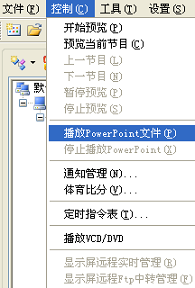 文件(F) 控制(C) 工具(T) 设置(S)
开始预览(P)
预览当前节目(C)
上一节目(L)
下一节目(N)
暂停预览(P)
停止预览(S)
播放PowerPoint文件(P)
停止播放PowerPoint(X)
通知管理(N)...
体育比分(V)...
定时指令表(T)...
播放VCD/DVD
显示屏远程实时管理(R)
显示屏远程Ftp中转管理(R)